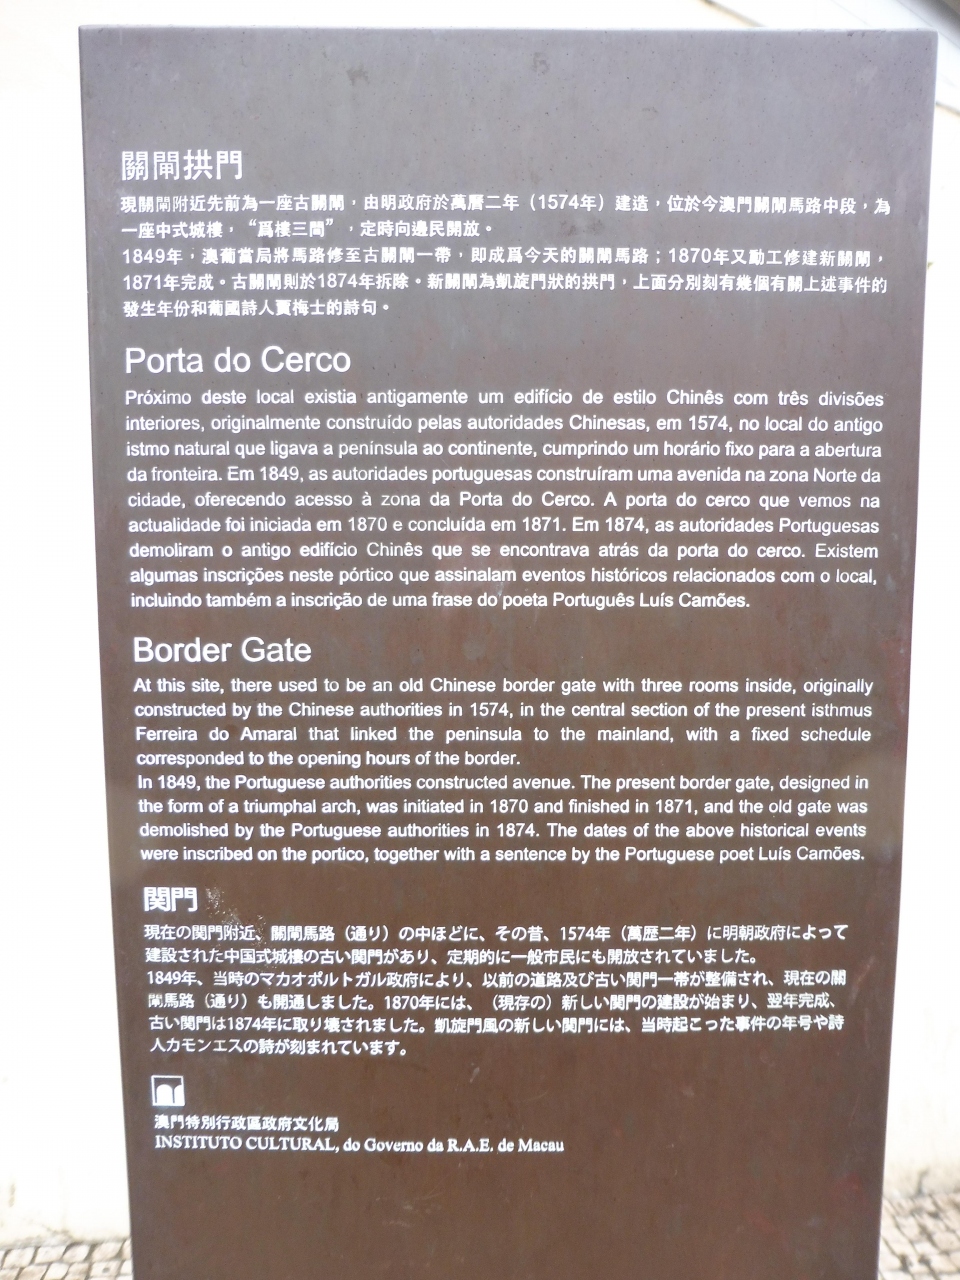 關閘拱門
現關閘附近先前為一座古關閘，由明政府於萬曆二年（1574年）建造，位於今澳門關閘馬路中段，為
一座中式城樓，“爲樓三間”，定時向邊民開放。
1849年，澳葡當局將馬路修至古關閘一帶，即成爲今天的關閘馬路；1870年又動工修建新關閘，
1871年完成。古關閘則於1874年拆除。新關閘為凱旋門狀的拱門，上面分別刻有幾個有關上述事件的
發生年份和葡國詩人賈梅士的詩句。
Porta do Cerco
Próximo deste local existia antigamente um edifício de estilo Chinês com três divisões
interiores, originalmente construído pelas autoridades Chinesas, em 1574, no local do antigo
istmo natural que ligava a península ao continente, cumprindo um horário fixo para a abertura
da fronteira. Em 1849, as autoridades portuguesas construíram uma avenida na zona Norte da
cidade, oferecendo acesso à zona da Porta do Cerco. A porta do cerco que vemos na
actualidade foi iniciada em 1870 e concluída em 1871. Em 1874, as autoridades Portuguesas
demoliram o antigo edifício Chinês que se encontrava atrás da porta do cerco. Existem
algumas inscrições neste pórtico que assinalam eventos históricos relacionados com o local,
incluindo também a inscrição de uma frase do poeta Português Luís Camões.
Border Gate
At this site, there used to be an old Chinese border gate with three rooms inside, originally
constructed by the Chinese authorities in 1574, in the central section of the present isthmus
Ferreira do Amaral that linked the peninsula to the mainland, with a fixed schedule
corresponded to the opening hours of the border.
In 1849, the Portuguese authorities constructed avenue. The present border gate, designed in
the form of a triumphal arch, was initiated in 1870 and finished in 1871, and the old gate was
demolished by the Portuguese authorities in 1874. The dates of the above historical events
were inscribed on the portico, together with a sentence by the Portuguese poet Luís Camões.
関門
現在の関門附近、關閘馬路（通り）の中ほどに、その昔、1574年（萬歴二年）に明朝政府によって
建設された中国式城樓の古い関門があり、定期的に一般市民にも開放されていました。
1849年、当時のマカオポルトガル政府により、以前の道路及び古い関門一帯が整備され、現在の關
閘馬路（通り）も開通しました。1870年には、（現存の）新しい関門の建設が始まり、翌年完成、
古い関門は1874年に取り壊されました。凱旋門風の新しい関門には、当時起こった事件の年号や詩
人カモンエスの詩が刻まれています。
澳門特別行政區政府文化局
INSTITUTO CULTURAL, do Governo da R.A.E. de Macau